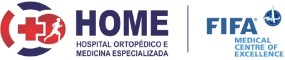 HOME
HOSPITAL ORTOPÉDICO E
MEDICINA ESPECIALIZADA
FIFA
MEDICAL
CENTRE OF
EXCELLENCE